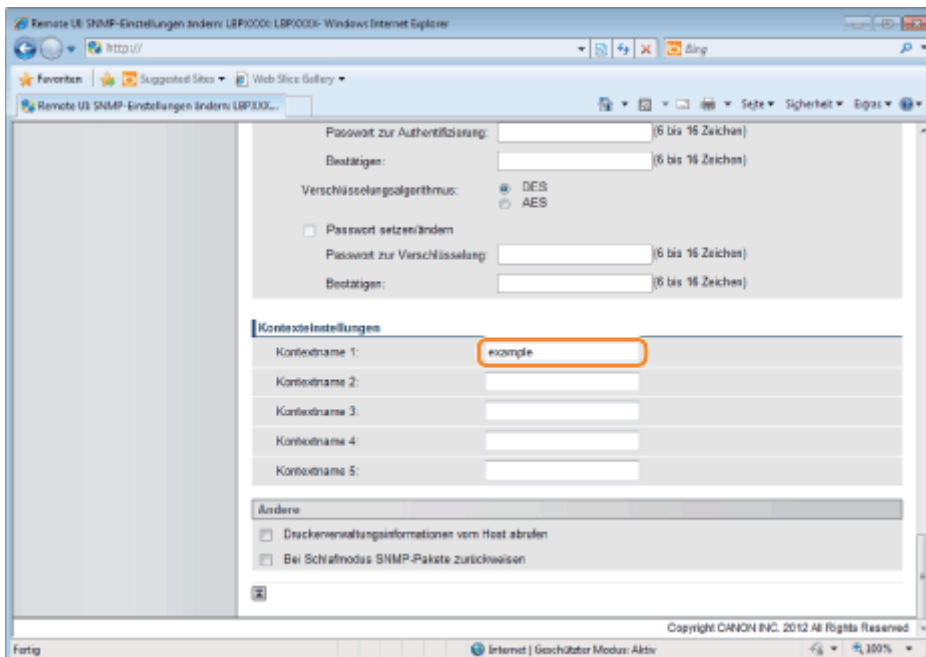 Remote UI: SNMP-Einstellungen ändern: LBPXXXX: LBPXXXX- Windows Internet Explorer
http://
Bing
Favoriten Suggested Sites Web Slice Gallery
Remote UI: SNMP-Einstellungen ändern: LBPXXX...
Seite Sicherheit Extras
Passwort zur Authentifizierung: (6 bis 16 Zeichen)
Bestätigen: (6 bis 16 Zeichen)
Verschlüsselungsalgorithmus: DES
AES
Passwort setzen/ändern
Passwort zur Verschlüsselung: (6 bis 16 Zeichen)
Bestätigen: (6 bis 16 Zeichen)
Kontexteinstellungen
Kontextname 1: example
Kontextname 2:
Kontextname 3:
Kontextname 4:
Kontextname 5:
Andere
Druckerverwaltungsinformationen vom Host abrufen
Bei Schlafmodus SNMP-Pakete zurückweisen
Copyright CANON INC. 2012 All Rights Reserved
Fertig Internet | Geschützter Modus: Aktiv 100%